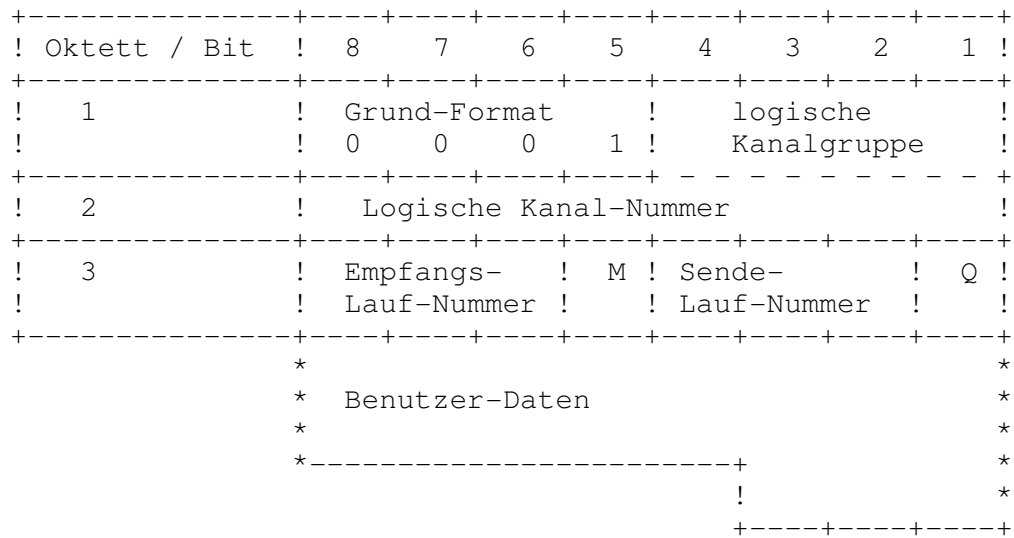 +---------------+----+----+----+----+----+----+----+----+
! Oktett / Bit  !  8    7    6    5    4    3    2    1 !
+---------------+----+----+----+----+----+----+----+----+
!   1           !  Grund-Format     !    logische       !
!               !  0    0    0    1 !    Kanalgruppe    !
+---------------+----+----+----+----+ - - - - - - - - - +
!   2           !   Logische Kanal-Nummer               !
+---------------+----+----+----+----+----+----+----+----+
!   3           !  Empfangs-   !  M ! Sende-       !  Q !
!               !  Lauf-Nummer !    ! Lauf-Nummer  !    !
+---------------+----+----+----+----+----+----+----+----+
                *                                       *
                *  Benutzer-Daten                       *
                *                                       *
                *------------------------+              *
                                         !              *
                                         +----+----+----+